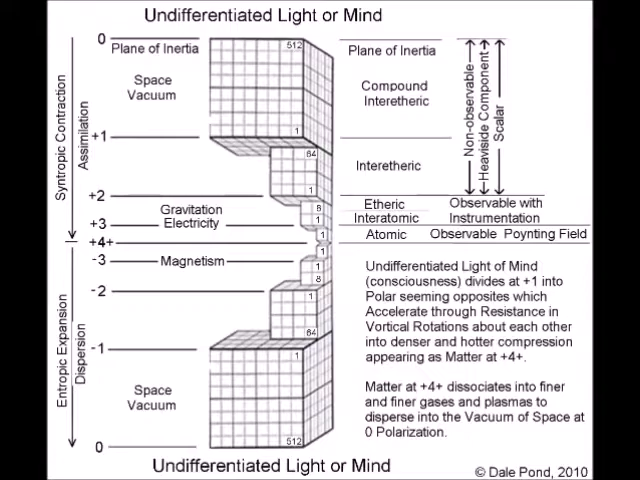 Undifferentiated Light or Mind
0
Plane of Inertia
512
Plane of Inertia
Space
Vacuum
Compound
Interetheric
Non-observable
Heaviside Component
Scalar
Syntropic Contraction
Assimilation
+1
1
64
Interetheric
1
+2
Etheric
Observable with
Gravitation
8
Interatomic
Instrumentation
+3
Electricity
1
1
Atomic
Observable Poynting Field
+4+
1
-3
Magnetism
1
8
-2
1
64
-1
1
Entropic Expansion
Dispersion
Space
Vacuum
512
0
Undifferentiated Light of Mind
(consciousness) divides at +1 into
Polar seeming opposites which
Accelerate through Resistance in
Vortical Rotations about each other
into denser and hotter compression
appearing as Matter at +4+.
Matter at +4+ dissociates into finer
and finer gases and plasmas to
disperse into the Vacuum of Space at
0 Polarization.
Undifferentiated Light or Mind
© Dale Pond, 2010